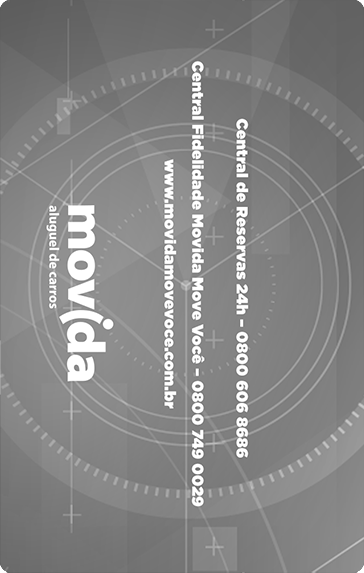 Central de Reservas 24h – 0800 606 8686
Central Fidelidade Movida Move Você – 0800 749 0029
www.movidamovevoce.com.br
movida
aluguel de carros